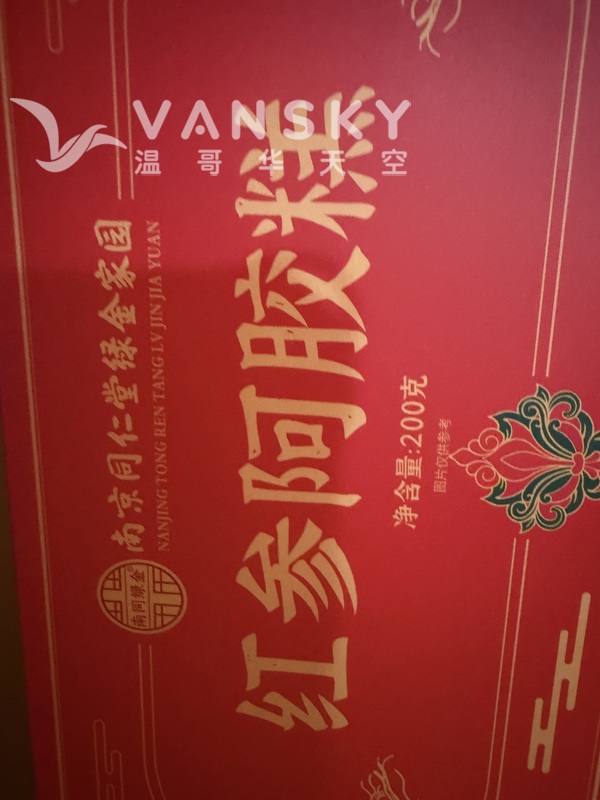 VANSKY
温哥华天空
南同绿金
南京同仁堂绿金家园
NANJING TONG REN TANG LV JIN JIA YUAN
红参阿胶糕
净含量:200克
图片仅供参考